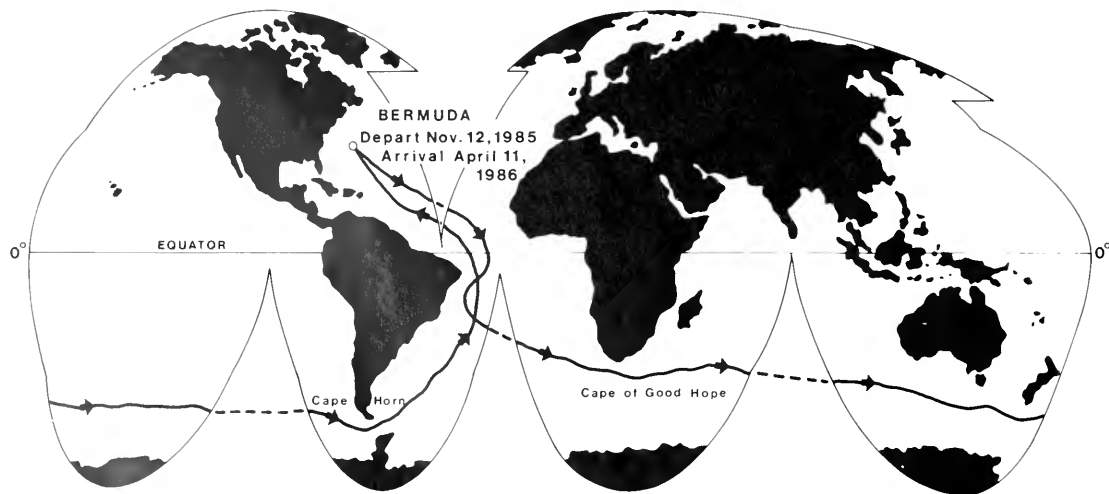 BERMUDA
Depart Nov. 12, 1985
Arrival April 11,
1986
0°
EQUATOR
0°
Cape Horn
Cape of Good Hope